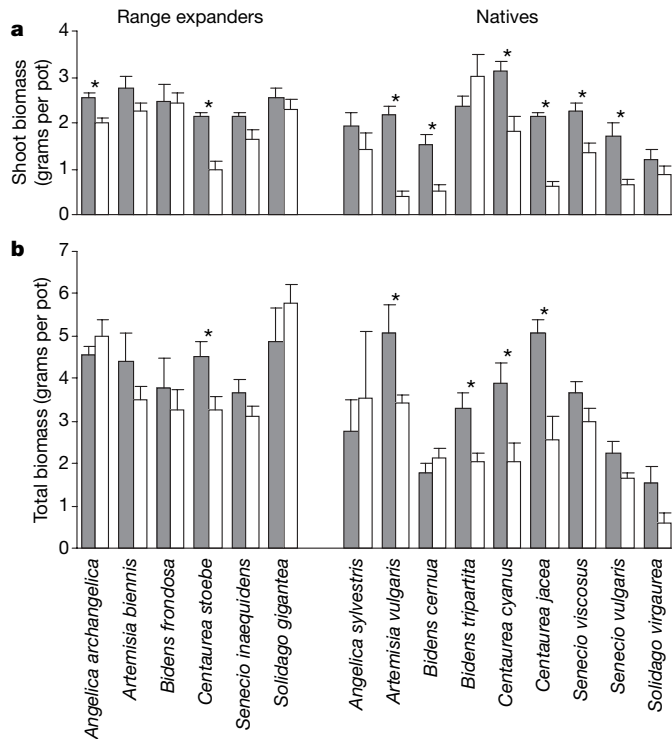 Range expanders Natives
a
Shoot biomass
(grams per pot)
4
3
2
1
0
* * * * * * * *
b
Total biomass (grams per pot)
7
6
5
4
3
2
1
0
* * * * *
Angelica archangelica
Artemisia biennis
Bidens frondosa
Centaurea stoebe
Senecio inaequidens
Solidago gigantea
Angelica sylvestris
Artemisia vulgaris
Bidens cernua
Bidens tripartita
Centaurea cyanus
Centaurea jacea
Senecio viscosus
Senecio vulgaris
Solidago virgaurea